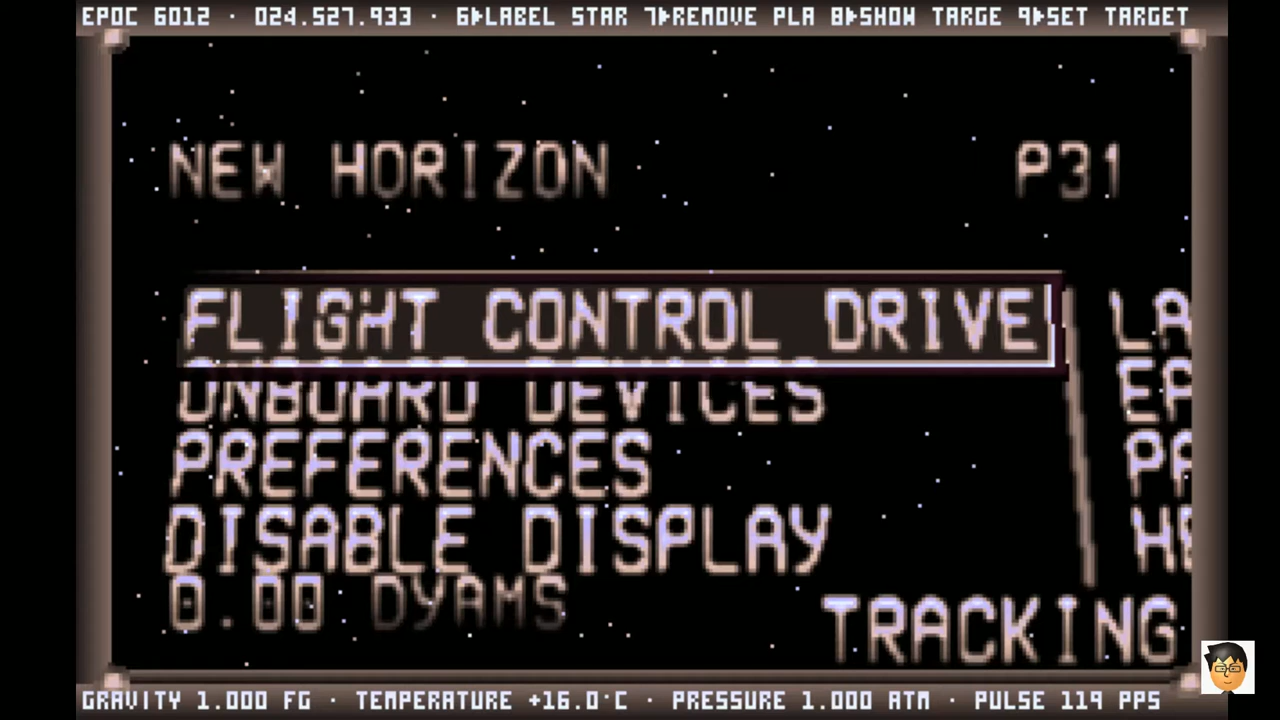 EPOC 6012 · 024.527.933 · 6▸LABEL STAR 7▸REMOVE PLA 8▸SHOW TARGE 9▸SET TARGET
NEW HORIZON P31
FLIGHT CONTROL DRIVE LA
ONBOARD DEVICES
PREFERENCES PA
DISABLE DISPLAY
0.00 DYAMS
TRACKING
GRAVITY 1.000 FG · TEMPERATURE +16.0°C · PRESSURE 1.000 ATM · PULSE 119 PPS